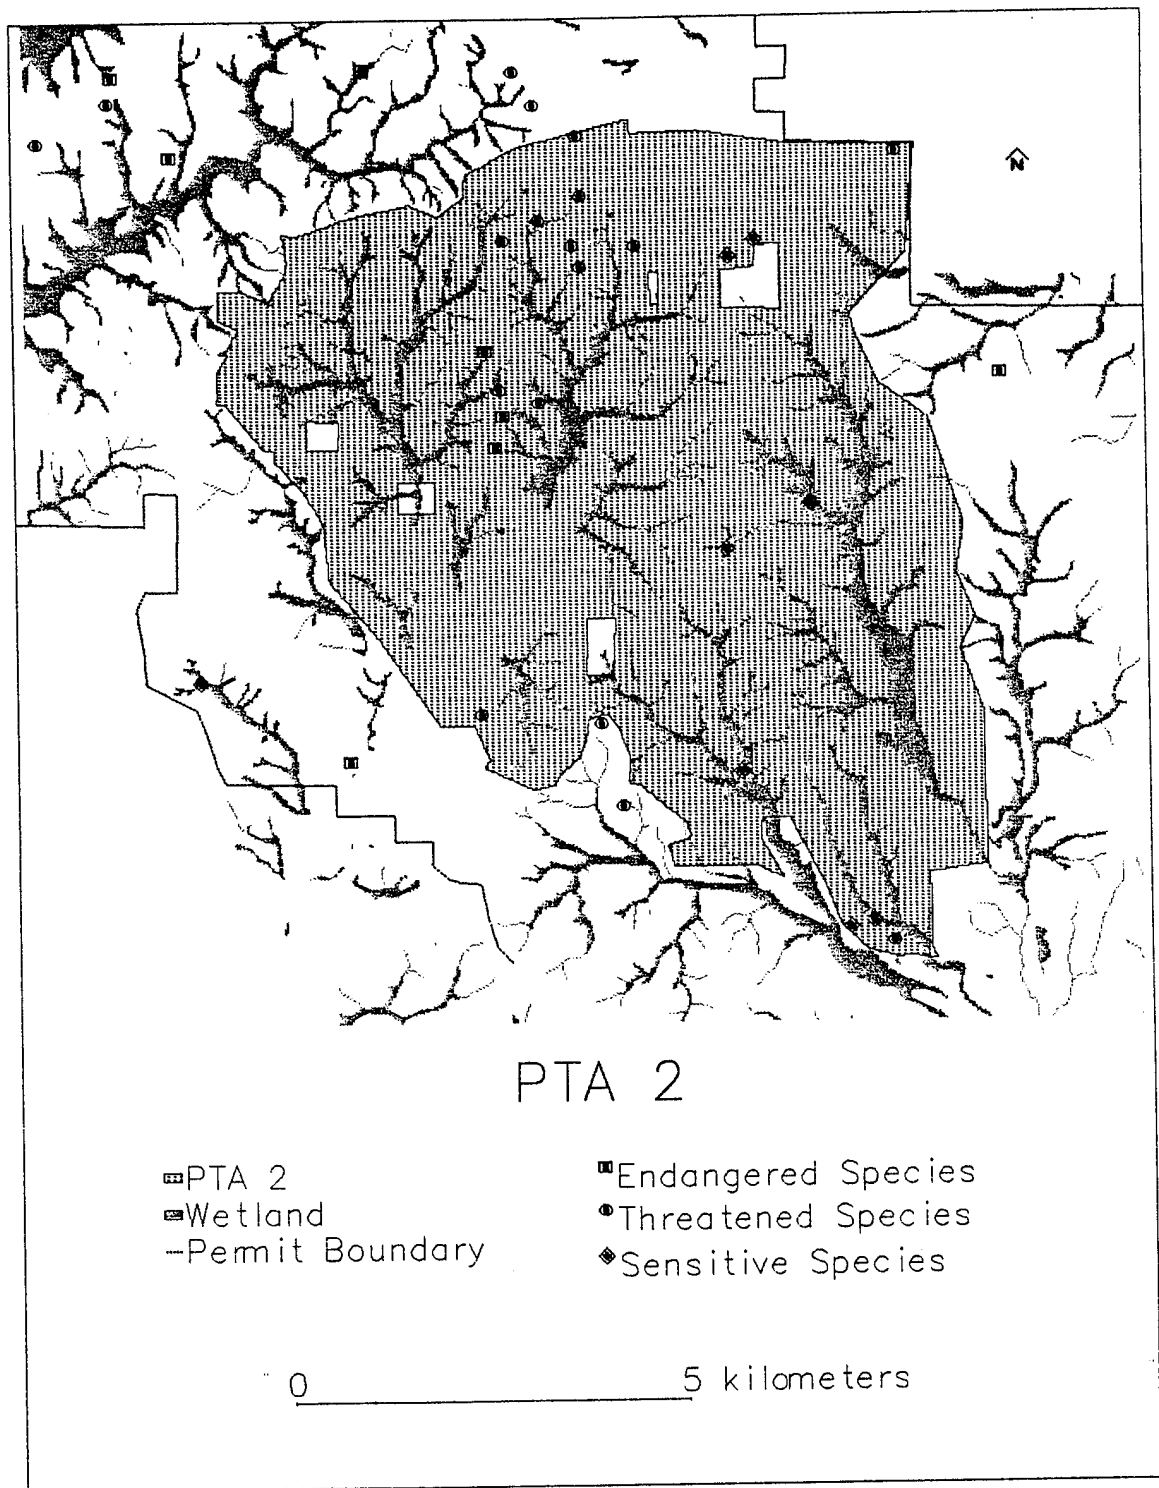 N
PTA 2
PTA 2
Wetland
Permit Boundary
Endangered Species
Threatened Species
Sensitive Species
0
5 kilometers